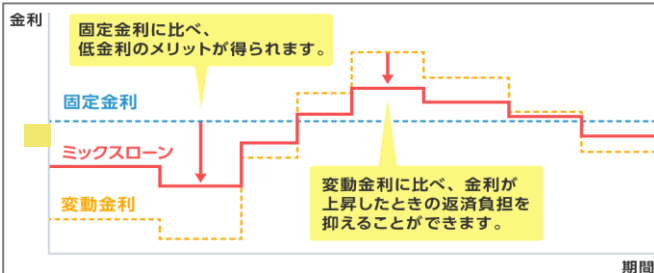 金利
固定金利に比べ、
低金利のメリットが得られます。
固定金利
ミックスローン
変動金利
変動金利に比べ、金利が
上昇したときの返済負担を
抑えることができます。
期間